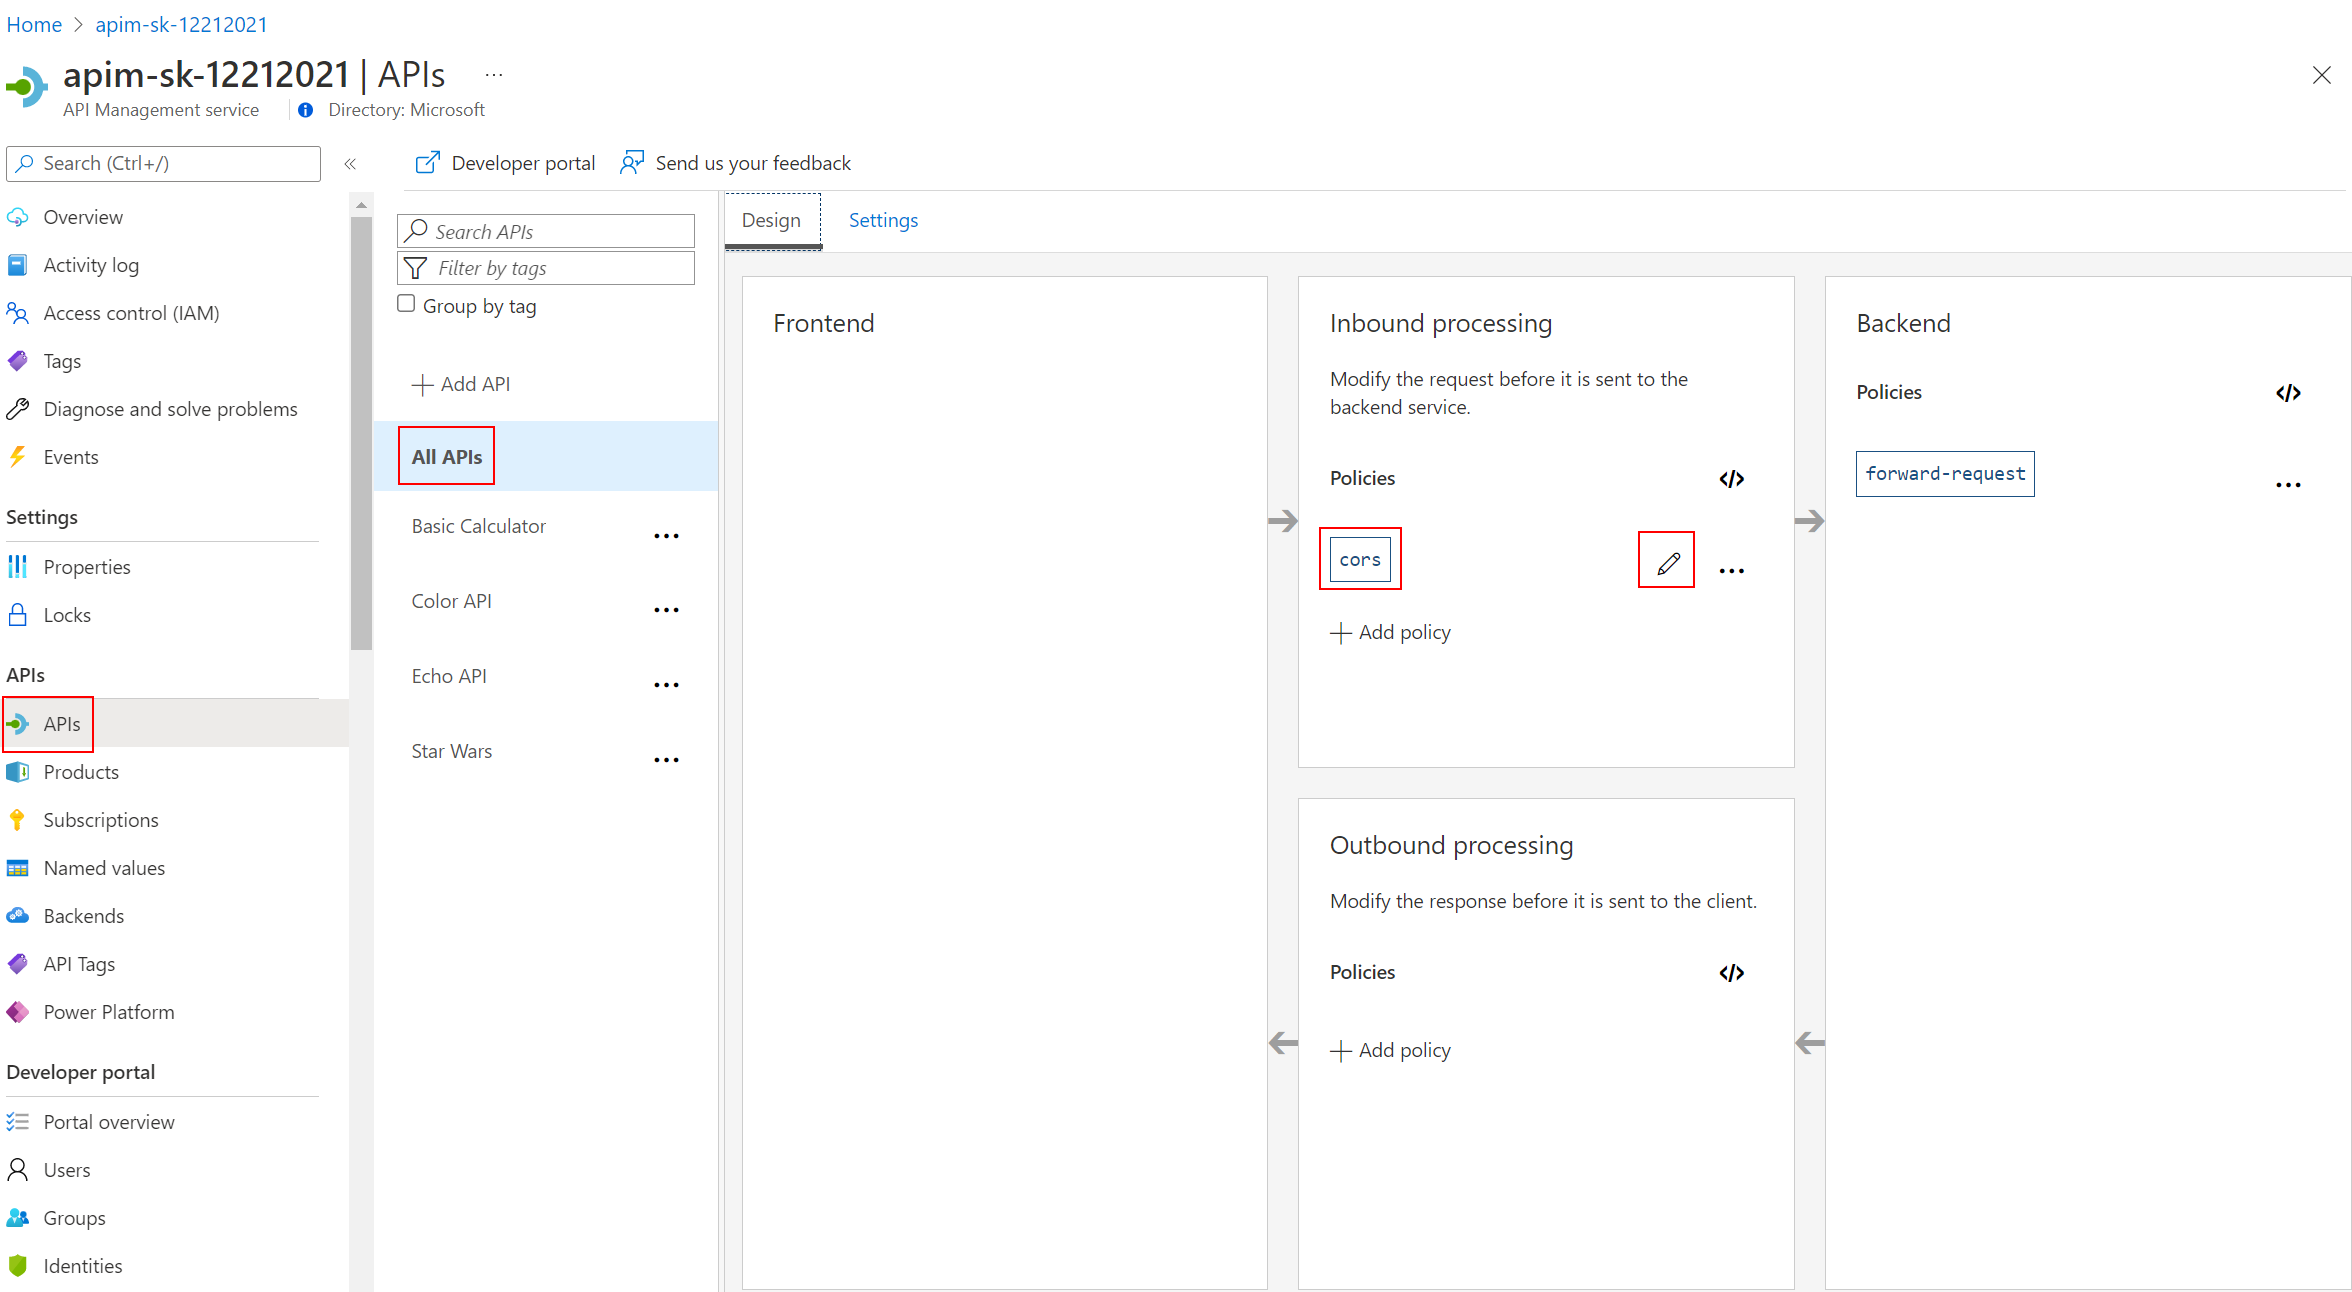 Home > apim-sk-12212021
apim-sk-12212021 | APIs ...
API Management service
Directory: Microsoft
Search (Ctrl+/)
«
Overview
Activity log
Access control (IAM)
Tags
Diagnose and solve problems
Events
Settings
Properties
Locks
APIs
APIs
Products
Subscriptions
Named values
Backends
API Tags
Power Platform
Developer portal
Portal overview
Users
Groups
Identities
Developer portal
Send us your feedback
Search APIs
Filter by tags
Group by tag
+ Add API
All APIs
Basic Calculator ...
Color API ...
Echo API ...
Star Wars ...
Design
Settings
Frontend
Inbound processing
Modify the request before it is sent to the
backend service.
Policies </>
cors ...
+ Add policy
Outbound processing
Modify the response before it is sent to the client.
Policies </>
+ Add policy
Backend
Policies </>
forward-request ...